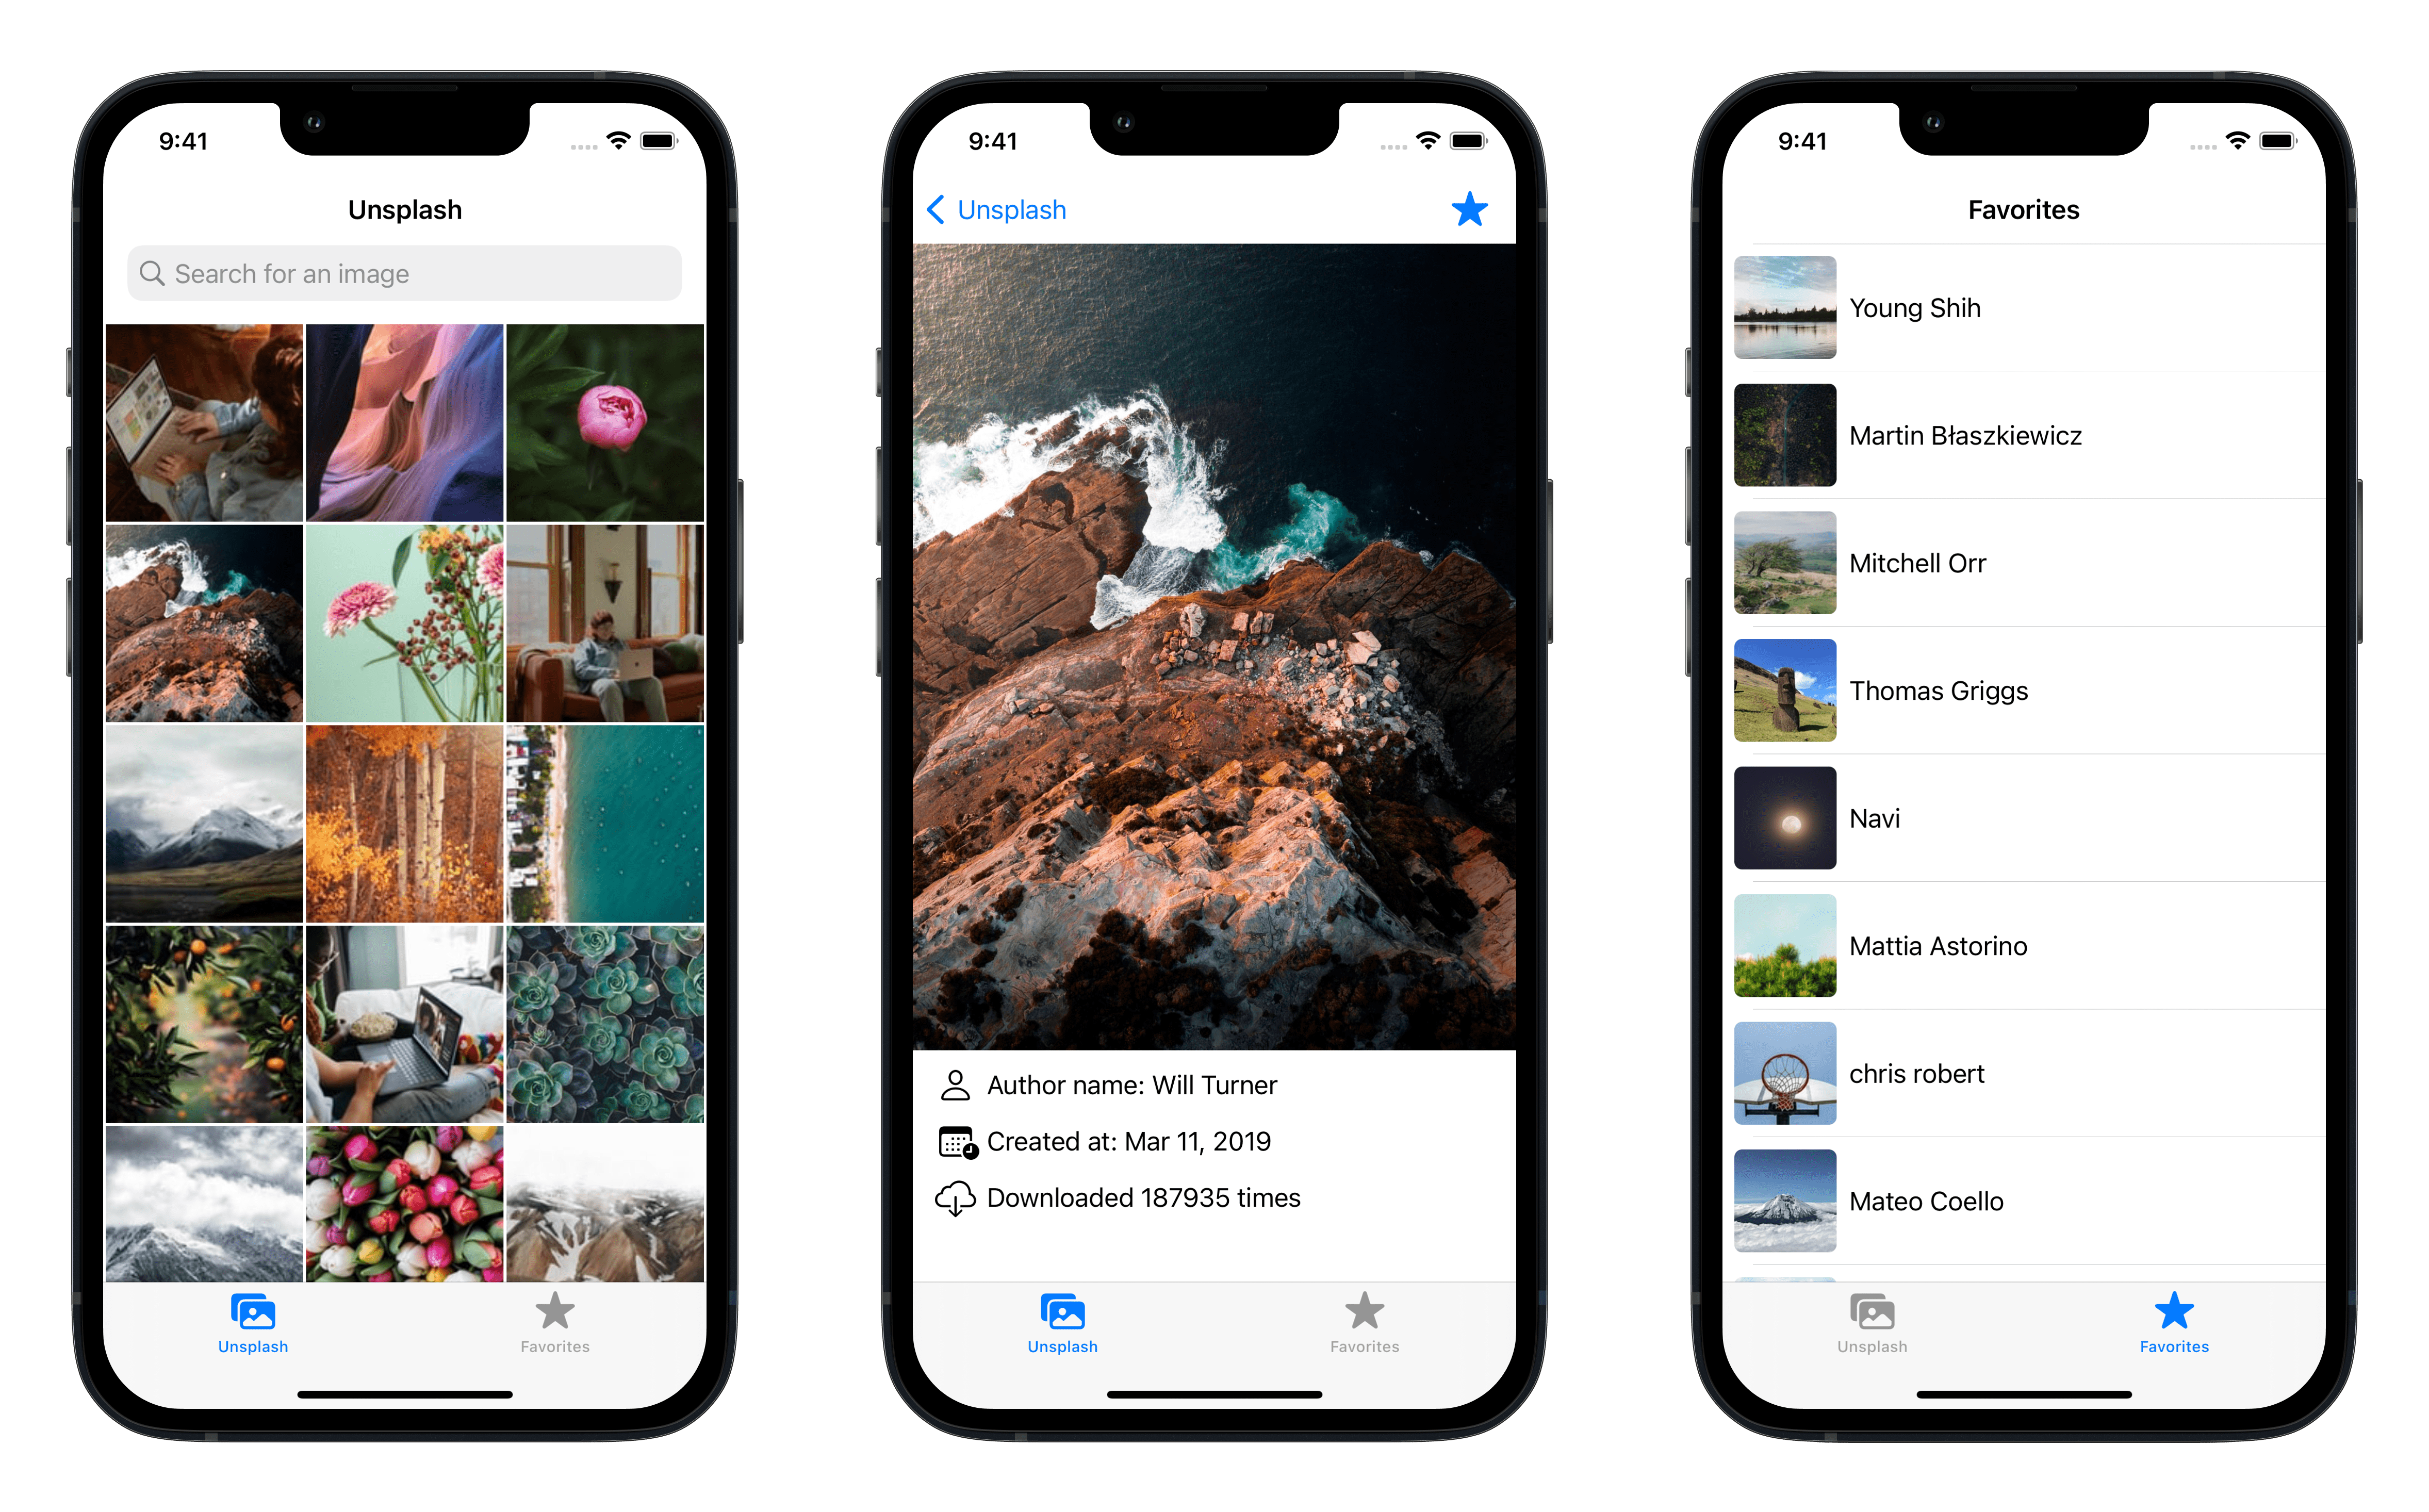 9:41
Unsplash
Search for an image
Unsplash
Favorites
9:41
Unsplash
Author name: Will Turner
Created at: Mar 11, 2019
Downloaded 187935 times
Unsplash
Favorites
9:41
Favorites
Young Shih
Martin Błaszkiewicz
Mitchell Orr
Thomas Griggs
Navi
Mattia Astorino
chris robert
Mateo Coello
Unsplash
Favorites